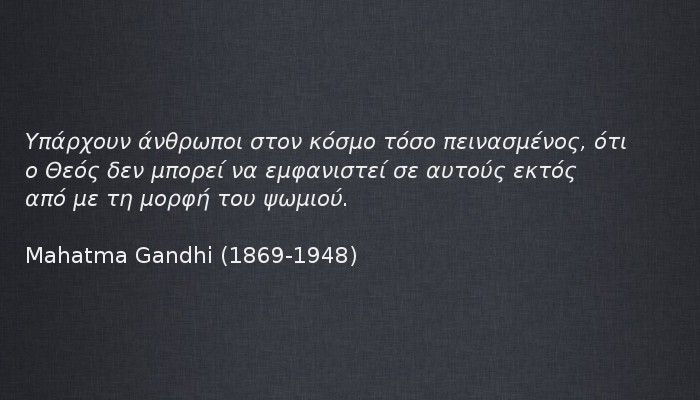 Υπάρχουν άνθρωποι στον κόσμο τόσο πεινασμένος, ότι
ο Θεός δεν μπορεί να εμφανιστεί σε αυτούς εκτός
από με τη μορφή του ψωμιού.
Mahatma Gandhi (1869-1948)